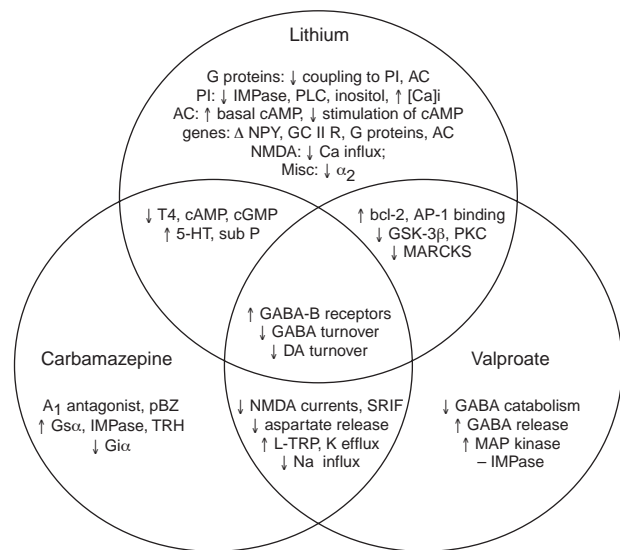 Lithium
G proteins: ↓ coupling to PI, AC
PI: ↓ IMPase, PLC, inositol, ↑ [Ca]i
AC: ↑ basal cAMP, ↓ stimulation of cAMP
genes: Δ NPY, GC II R, G proteins, AC
NMDA: ↓ Ca influx;
Misc: ↓ α2
↓ T4, cAMP, cGMP
↑ 5-HT, sub P
↑ bcl-2, AP-1 binding
↓ GSK-3β, PKC
↓ MARCKS
↑ GABA-B receptors
↓ GABA turnover
↓ DA turnover
Carbamazepine
A1 antagonist, pBZ
↑ Gsα, IMPase, TRH
↓ Giα
↓ NMDA currents, SRIF
↓ aspartate release
↑ L-TRP, K efflux
↓ Na influx
Valproate
↓ GABA catabolism
↑ GABA release
↑ MAP kinase
– IMPase